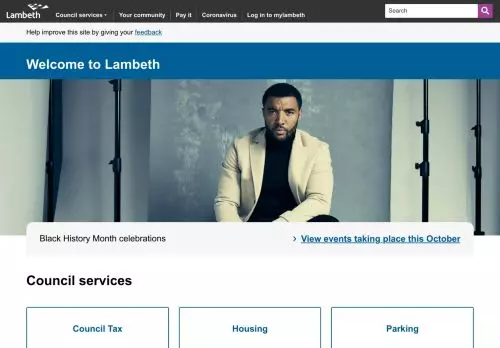 Lambeth
Council services
Your community
Pay it
Coronavirus
Log in to mylambeth
Search
Help improve this site by giving your feedback
Welcome to Lambeth
Black History Month celebrations
View events taking place this October
Council services
Council Tax
Housing
Parking